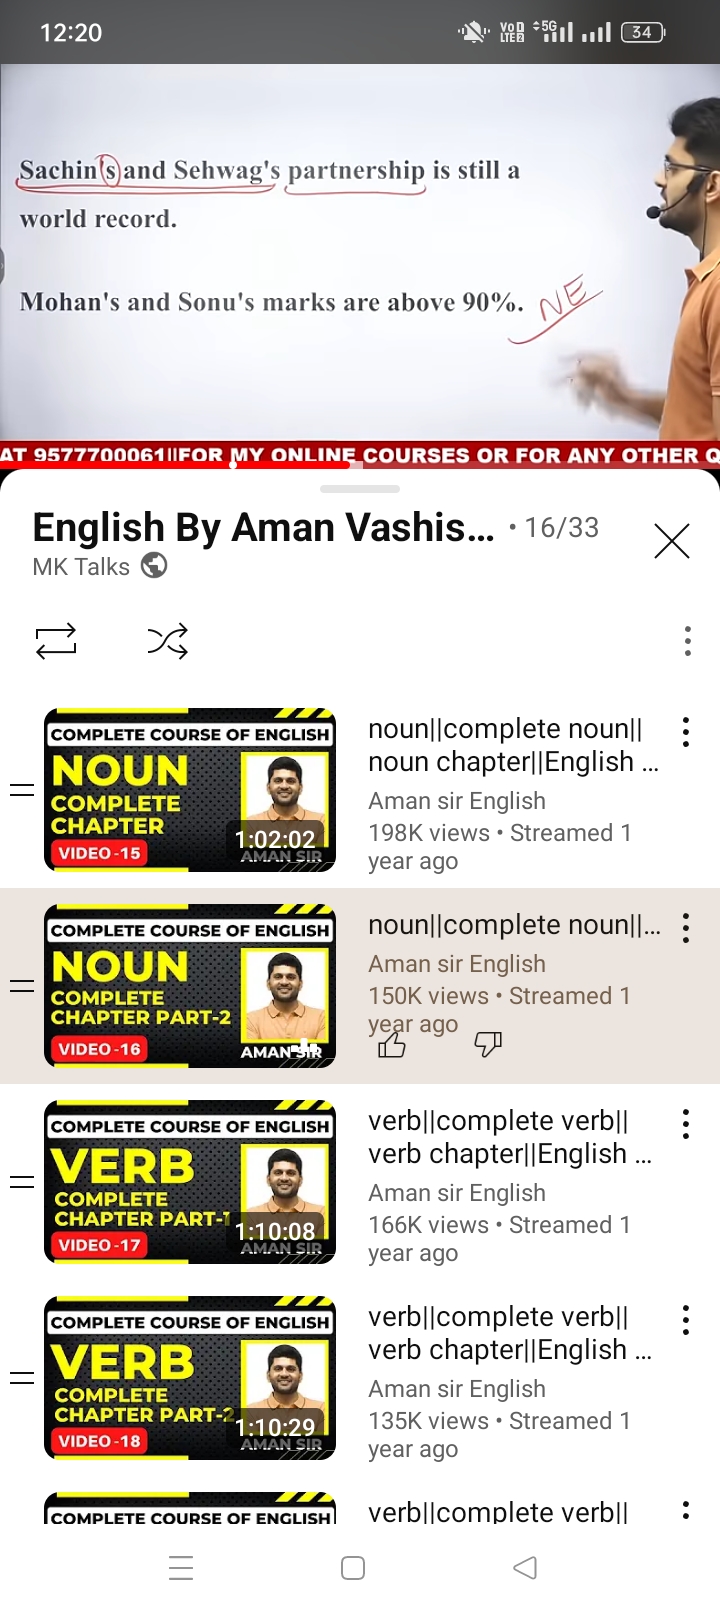 12:20
VoD LTE2 5G 34
Sachin's and Sehwag's partnership is still a
world record.
Mohan's and Sonu's marks are above 90%. NE
AT 9577700061||FOR MY ONLINE COURSES OR FOR ANY OTHER Q
English By Aman Vashis... • 16/33
MK Talks
COMPLETE COURSE OF ENGLISH
NOUN
COMPLETE
CHAPTER
VIDEO -15
1:02:02
AMAN SIR
noun||complete noun||
noun chapter||English ...
Aman sir English
198K views • Streamed 1
year ago
COMPLETE COURSE OF ENGLISH
NOUN
COMPLETE
CHAPTER PART-2
VIDEO -16
AMAN SIR
noun||complete noun||...
Aman sir English
150K views • Streamed 1
year ago
COMPLETE COURSE OF ENGLISH
VERB
COMPLETE
CHAPTER PART-1
VIDEO -17
1:10:08
AMAN SIR
verb||complete verb||
verb chapter||English ...
Aman sir English
166K views • Streamed 1
year ago
COMPLETE COURSE OF ENGLISH
VERB
COMPLETE
CHAPTER PART-2
VIDEO -18
1:10:29
AMAN SIR
verb||complete verb||
verb chapter||English ...
Aman sir English
135K views • Streamed 1
year ago
COMPLETE COURSE OF ENGLISH
verb||complete verb||